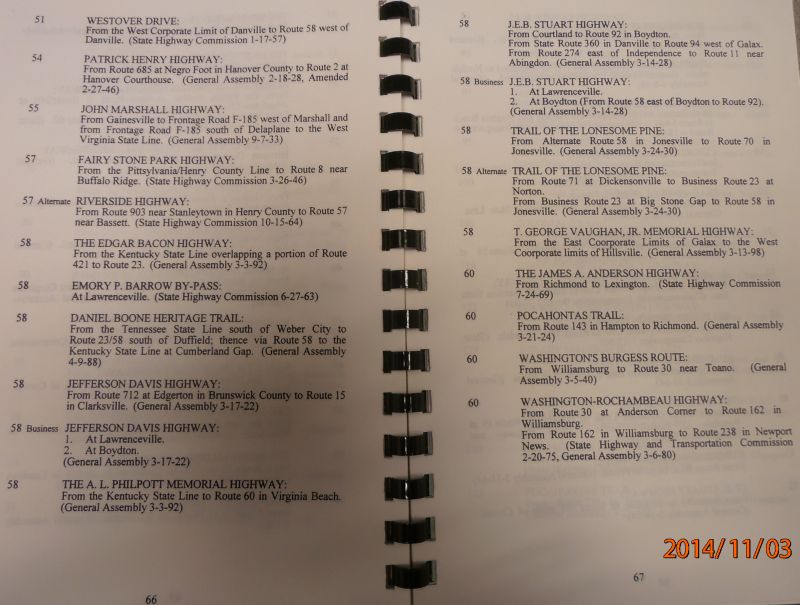 51 WESTOVER DRIVE:
From the West Corporate Limit of Danville to Route 58 west of
Danville. (State Highway Commission 1-17-57)
54 PATRICK HENRY HIGHWAY:
From Route 685 at Negro Foot in Hanover County to Route 2 at
Hanover Courthouse. (General Assembly 2-18-28, Amended
2-27-46)
55 JOHN MARSHALL HIGHWAY:
From Gainesville to Frontage Road F-185 west of Marshall and
from Frontage Road F-185 south of Delaplane to the West
Virginia State Line. (General Assembly 9-7-33)
57 FAIRY STONE PARK HIGHWAY:
From the Pittsylvania/Henry County Line to Route 8 near
Buffalo Ridge. (State Highway Commission 3-26-46)
57 Alternate RIVERSIDE HIGHWAY:
From Route 903 near Stanleytown in Henry County to Route 57
near Bassett. (State Highway Commission 10-15-64)
58 THE EDGAR BACON HIGHWAY:
From the Kentucky State Line overlapping a portion of Route
421 to Route 23. (General Assembly 3-3-92)
58 EMORY P. BARROW BY-PASS:
At Lawrenceville. (State Highway Commission 6-27-63)
58 DANIEL BOONE HERITAGE TRAIL:
From the Tennessee State Line south of Weber City to
Route 23/58 south of Duffield; thence via Route 58 to the
Kentucky State Line at Cumberland Gap. (General Assembly
4-9-88)
58 JEFFERSON DAVIS HIGHWAY:
From Route 712 at Edgerton in Brunswick County to Route 15
in Clarksville. (General Assembly 3-17-22)
58 Business JEFFERSON DAVIS HIGHWAY:
1. At Lawrenceville.
2. At Boydton.
(General Assembly 3-17-22)
58 THE A. L. PHILPOTT MEMORIAL HIGHWAY:
From the Kentucky State Line to Route 60 in Virginia Beach.
(General Assembly 3-3-92)
66
58 J.E.B. STUART HIGHWAY:
From Courtland to Route 92 in Boydton.
From State Route 360 in Danville to Route 94 west of Galax.
From Route 274 east of Independence to Route 11 near
Abingdon. (General Assembly 3-14-28)
58 Business J.E.B. STUART HIGHWAY:
1. At Lawrenceville.
2. At Boydton (From Route 58 east of Boydton to Route 92).
(General Assembly 3-14-28)
58 TRAIL OF THE LONESOME PINE:
From Alternate Route 58 in Jonesville to Route 70 in
Jonesville. (General Assembly 3-24-30)
58 Alternate TRAIL OF THE LONESOME PINE:
From Route 71 at Dickensonville to Business Route 23 at
Norton.
From Business Route 23 at Big Stone Gap to Route 58 in
Jonesville. (General Assembly 3-24-30)
58 T. GEORGE VAUGHAN, JR. MEMORIAL HIGHWAY:
From the East Coorporate Limits of Galax to the West
Coorporate limits of Hillsville. (General Assembly 3-13-98)
60 THE JAMES A. ANDERSON HIGHWAY:
From Richmond to Lexington. (State Highway Commission
7-24-69)
60 POCAHONTAS TRAIL:
From Route 143 in Hampton to Richmond. (General Assembly
3-21-24)
60 WASHINGTON'S BURGESS ROUTE:
From Williamsburg to Route 30 near Toano. (General
Assembly 3-5-40)
60 WASHINGTON-ROCHAMBEAU HIGHWAY:
From Route 30 at Anderson Corner to Route 162 in
Williamsburg.
From Route 162 in Williamsburg to Route 238 in Newport
News. (State Highway and Transportation Commission
2-20-75, General Assembly 3-6-80)
67
2014/11/03